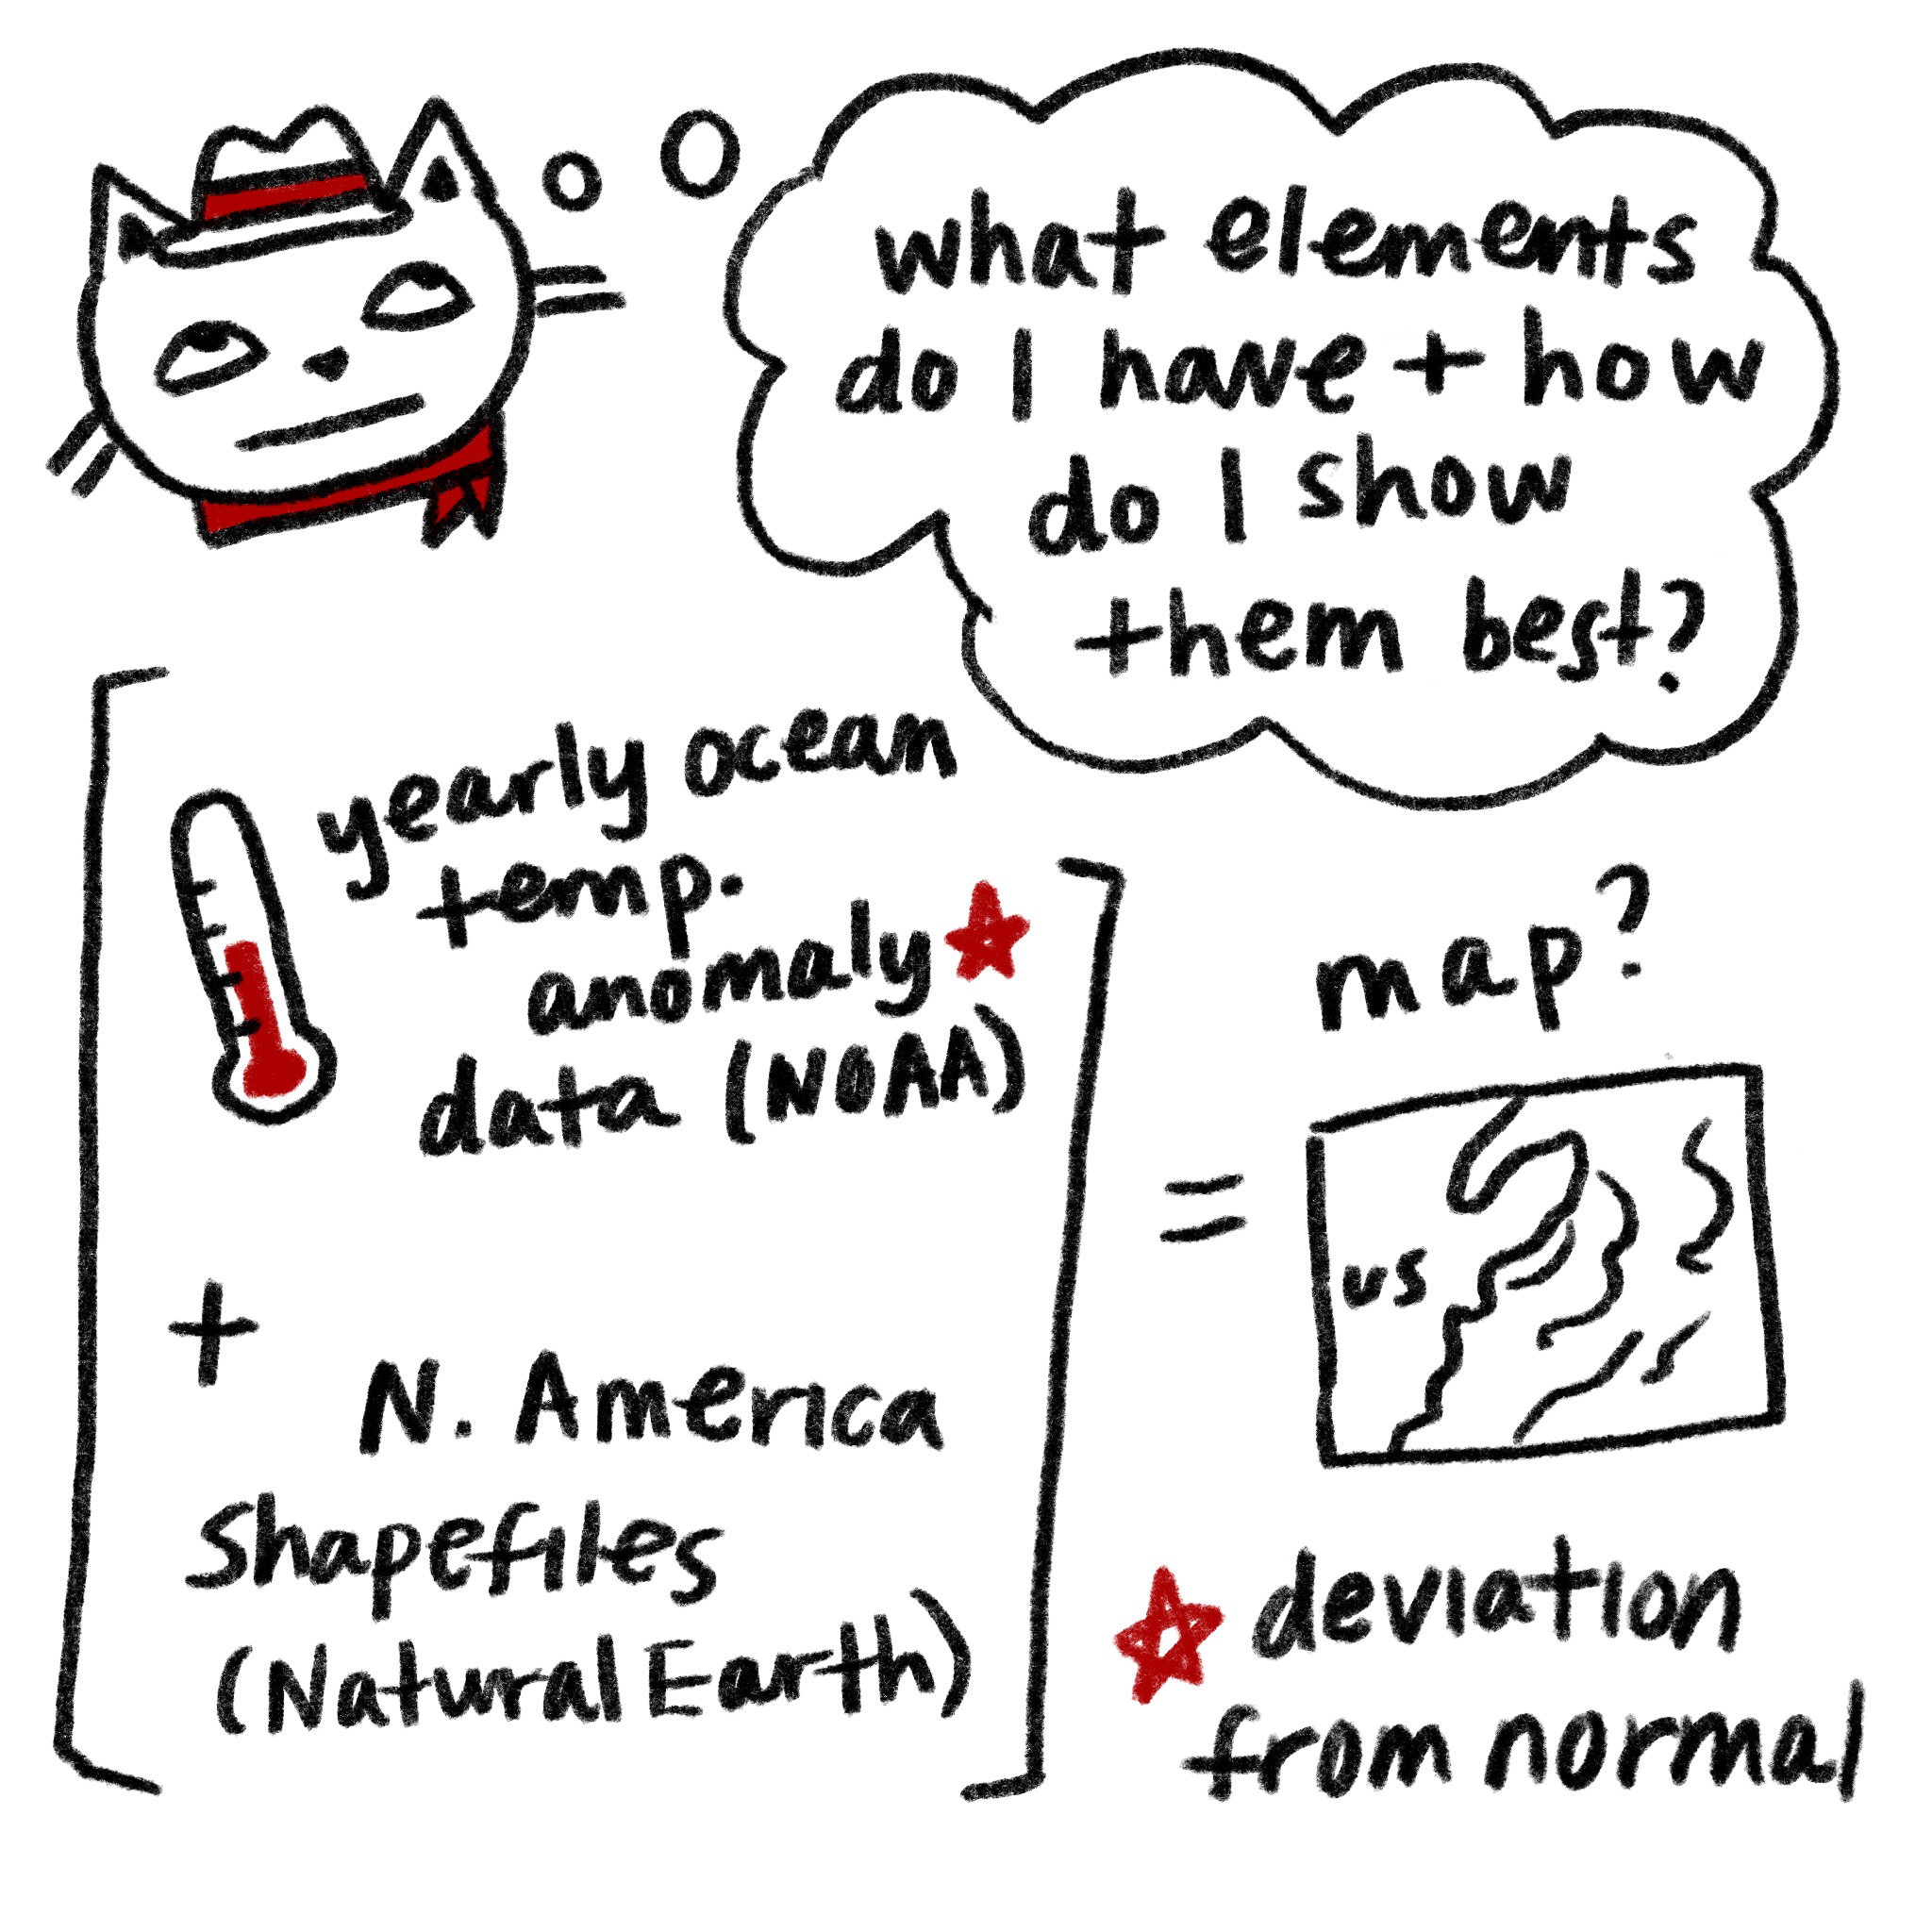 what elements
do I have + how
do I show
them best?
yearly ocean
temp.
anomaly
data (NOAA)
+
N. America
Shapefiles
(Natural Earth)
=
map?
us
deviation
from normal